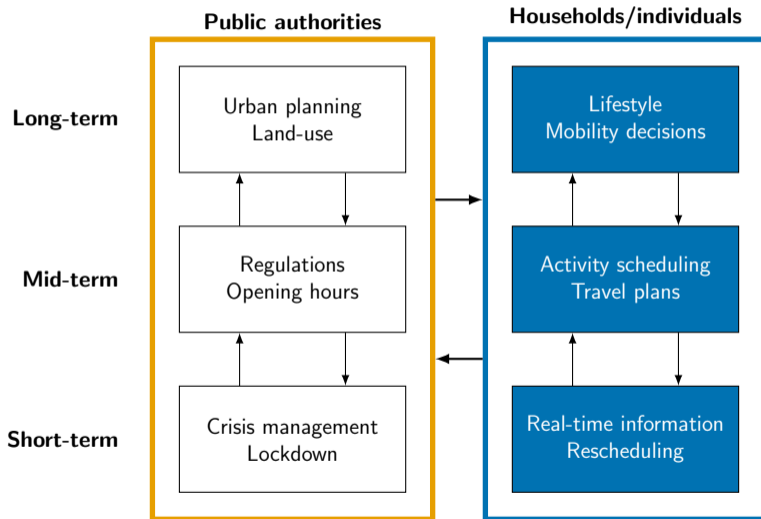 Public authorities
Households/individuals
Long-term
Urban planning
Land-use
Lifestyle
Mobility decisions
Mid-term
Regulations
Opening hours
Activity scheduling
Travel plans
Short-term
Crisis management
Lockdown
Real-time information
Rescheduling